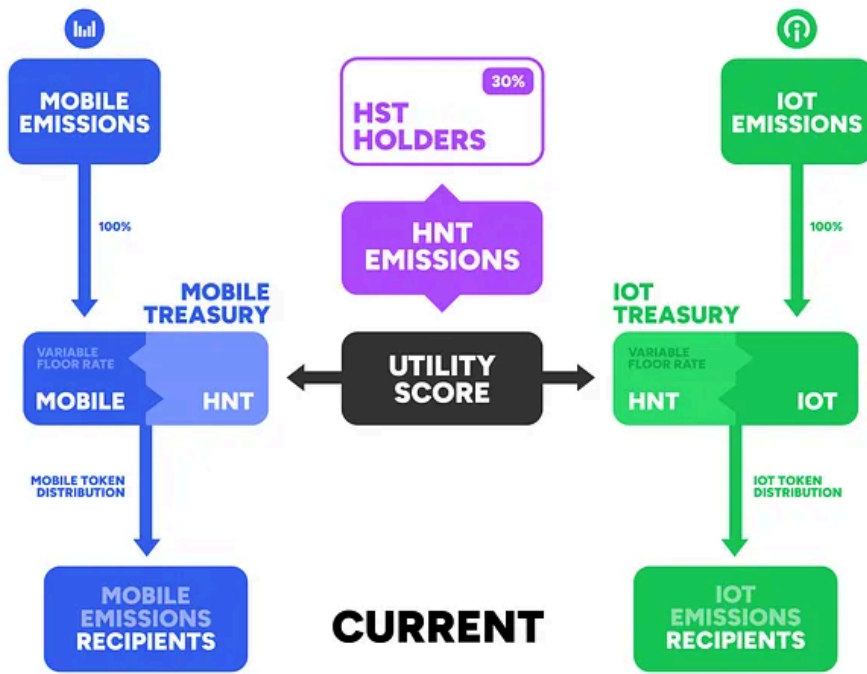 MOBILE
EMISSIONS
30%
HST
HOLDERS
IOT
EMISSIONS
100%
HNT
EMISSIONS
100%
MOBILE
TREASURY
IOT
TREASURY
VARIABLE
FLOOR RATE
MOBILE
HNT
UTILITY
SCORE
VARIABLE
FLOOR RATE
HNT
IOT
MOBILE TOKEN
DISTRIBUTION
IOT TOKEN
DISTRIBUTION
MOBILE
EMISSIONS
RECIPIENTS
CURRENT
IOT
EMISSIONS
RECIPIENTS